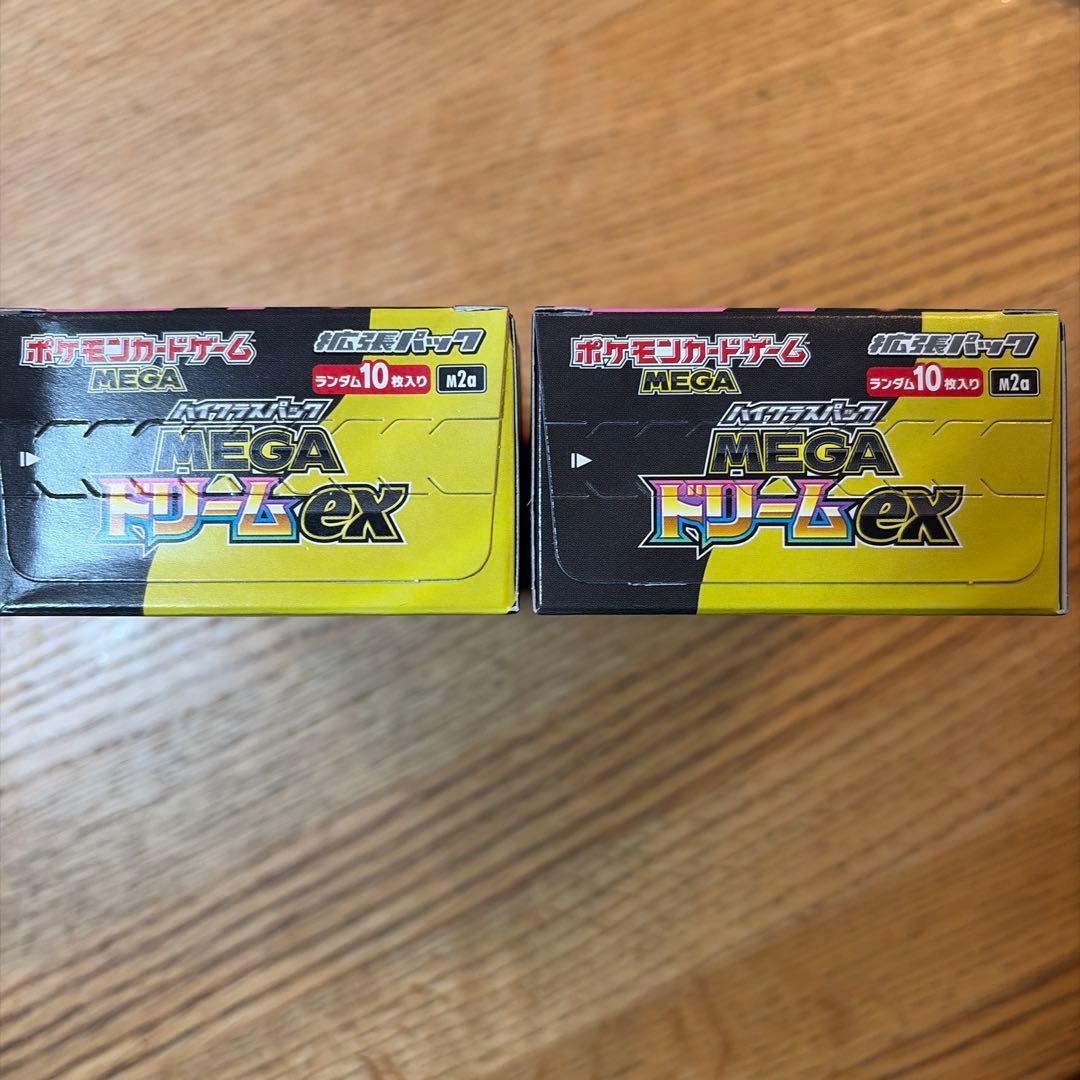 ポケモンカードゲーム
MEGA
拡張パック
ランダム10枚入り M2a
ハイクラスパック
MEGA
ドリームex
ポケモンカードゲーム
MEGA
拡張パック
ランダム10枚入り M2a
ハイクラスパック
MEGA
ドリームex